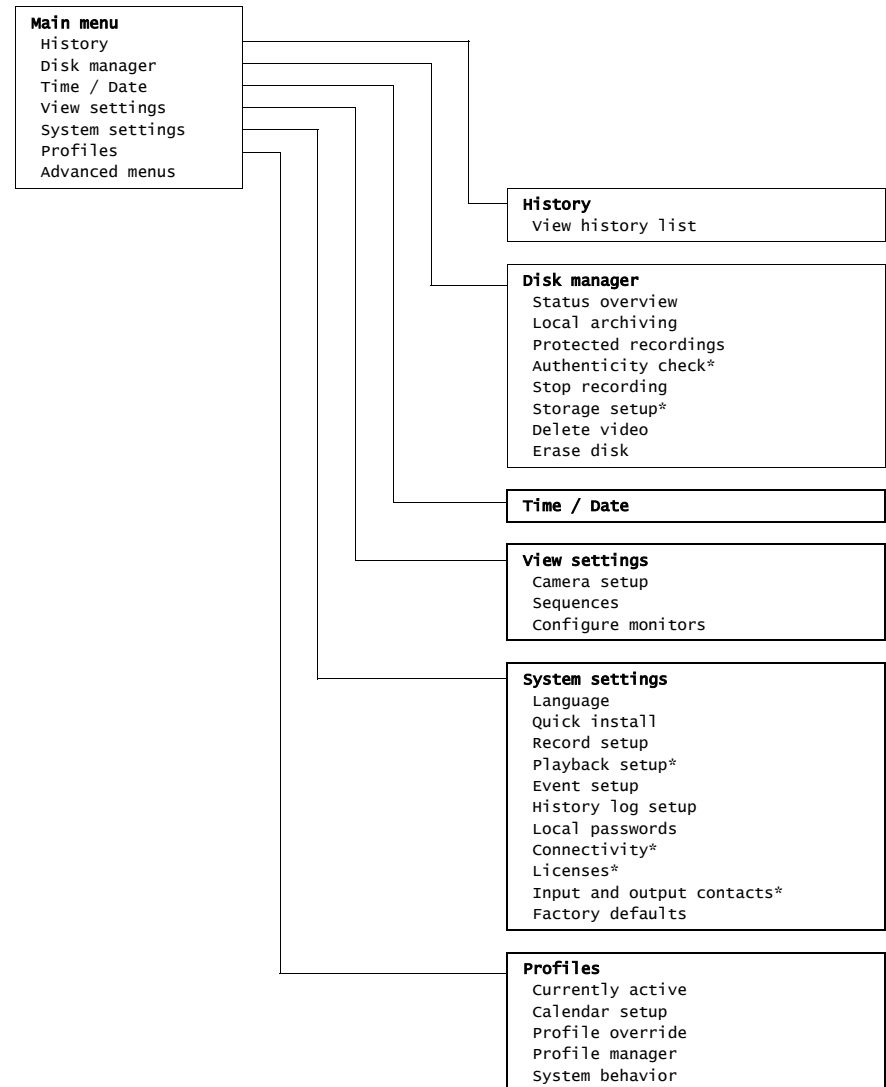 Main menu
History
Disk manager
Time / Date
View settings
System settings
Profiles
Advanced menus
History
View history list
Disk manager
Status overview
Local archiving
Protected recordings
Authenticity check*
Stop recording
Storage setup*
Delete video
Erase disk
Time / Date
View settings
Camera setup
Sequences
Configure monitors
System settings
Language
Quick install
Record setup
Playback setup*
Event setup
History log setup
Local passwords
Connectivity*
Licenses*
Input and output contacts*
Factory defaults
Profiles
Currently active
Calendar setup
Profile override
Profile manager
System behavior